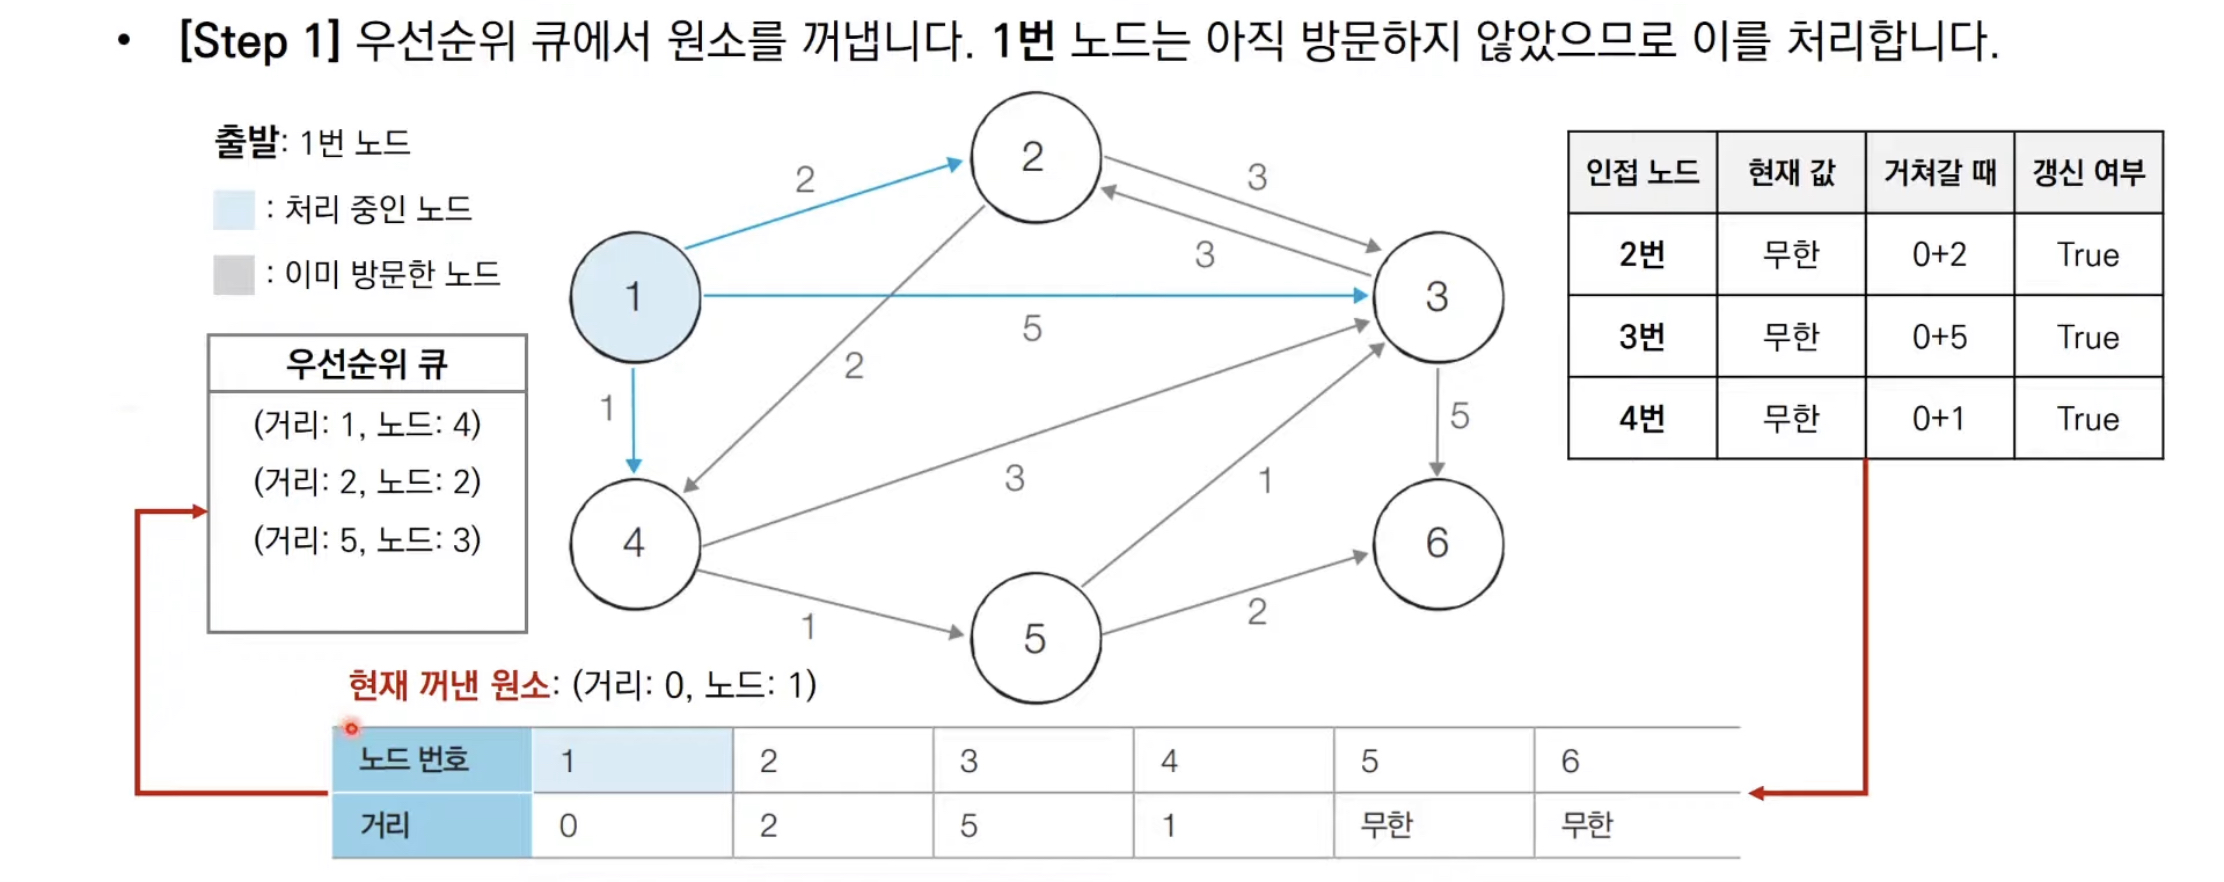 • [Step 1] 우선순위 큐에서 원소를 꺼냅니다. 1번 노드는 아직 방문하지 않았으므로 이를 처리합니다.
출발: 1번 노드
: 처리 중인 노드
: 이미 방문한 노드
우선순위 큐
(거리: 1, 노드: 4)
(거리: 2, 노드: 2)
(거리: 5, 노드: 3)
2
2
3
3
1
3
5
2
1
5
3
1
4
6
1
2
5
인접 노드 현재 값 거쳐갈 때 갱신 여부
2번 무한 0+2 True
3번 무한 0+5 True
4번 무한 0+1 True
현재 꺼낸 원소: (거리: 0, 노드: 1)
노드 번호 1 2 3 4 5 6
거리 0 2 5 1 무한 무한